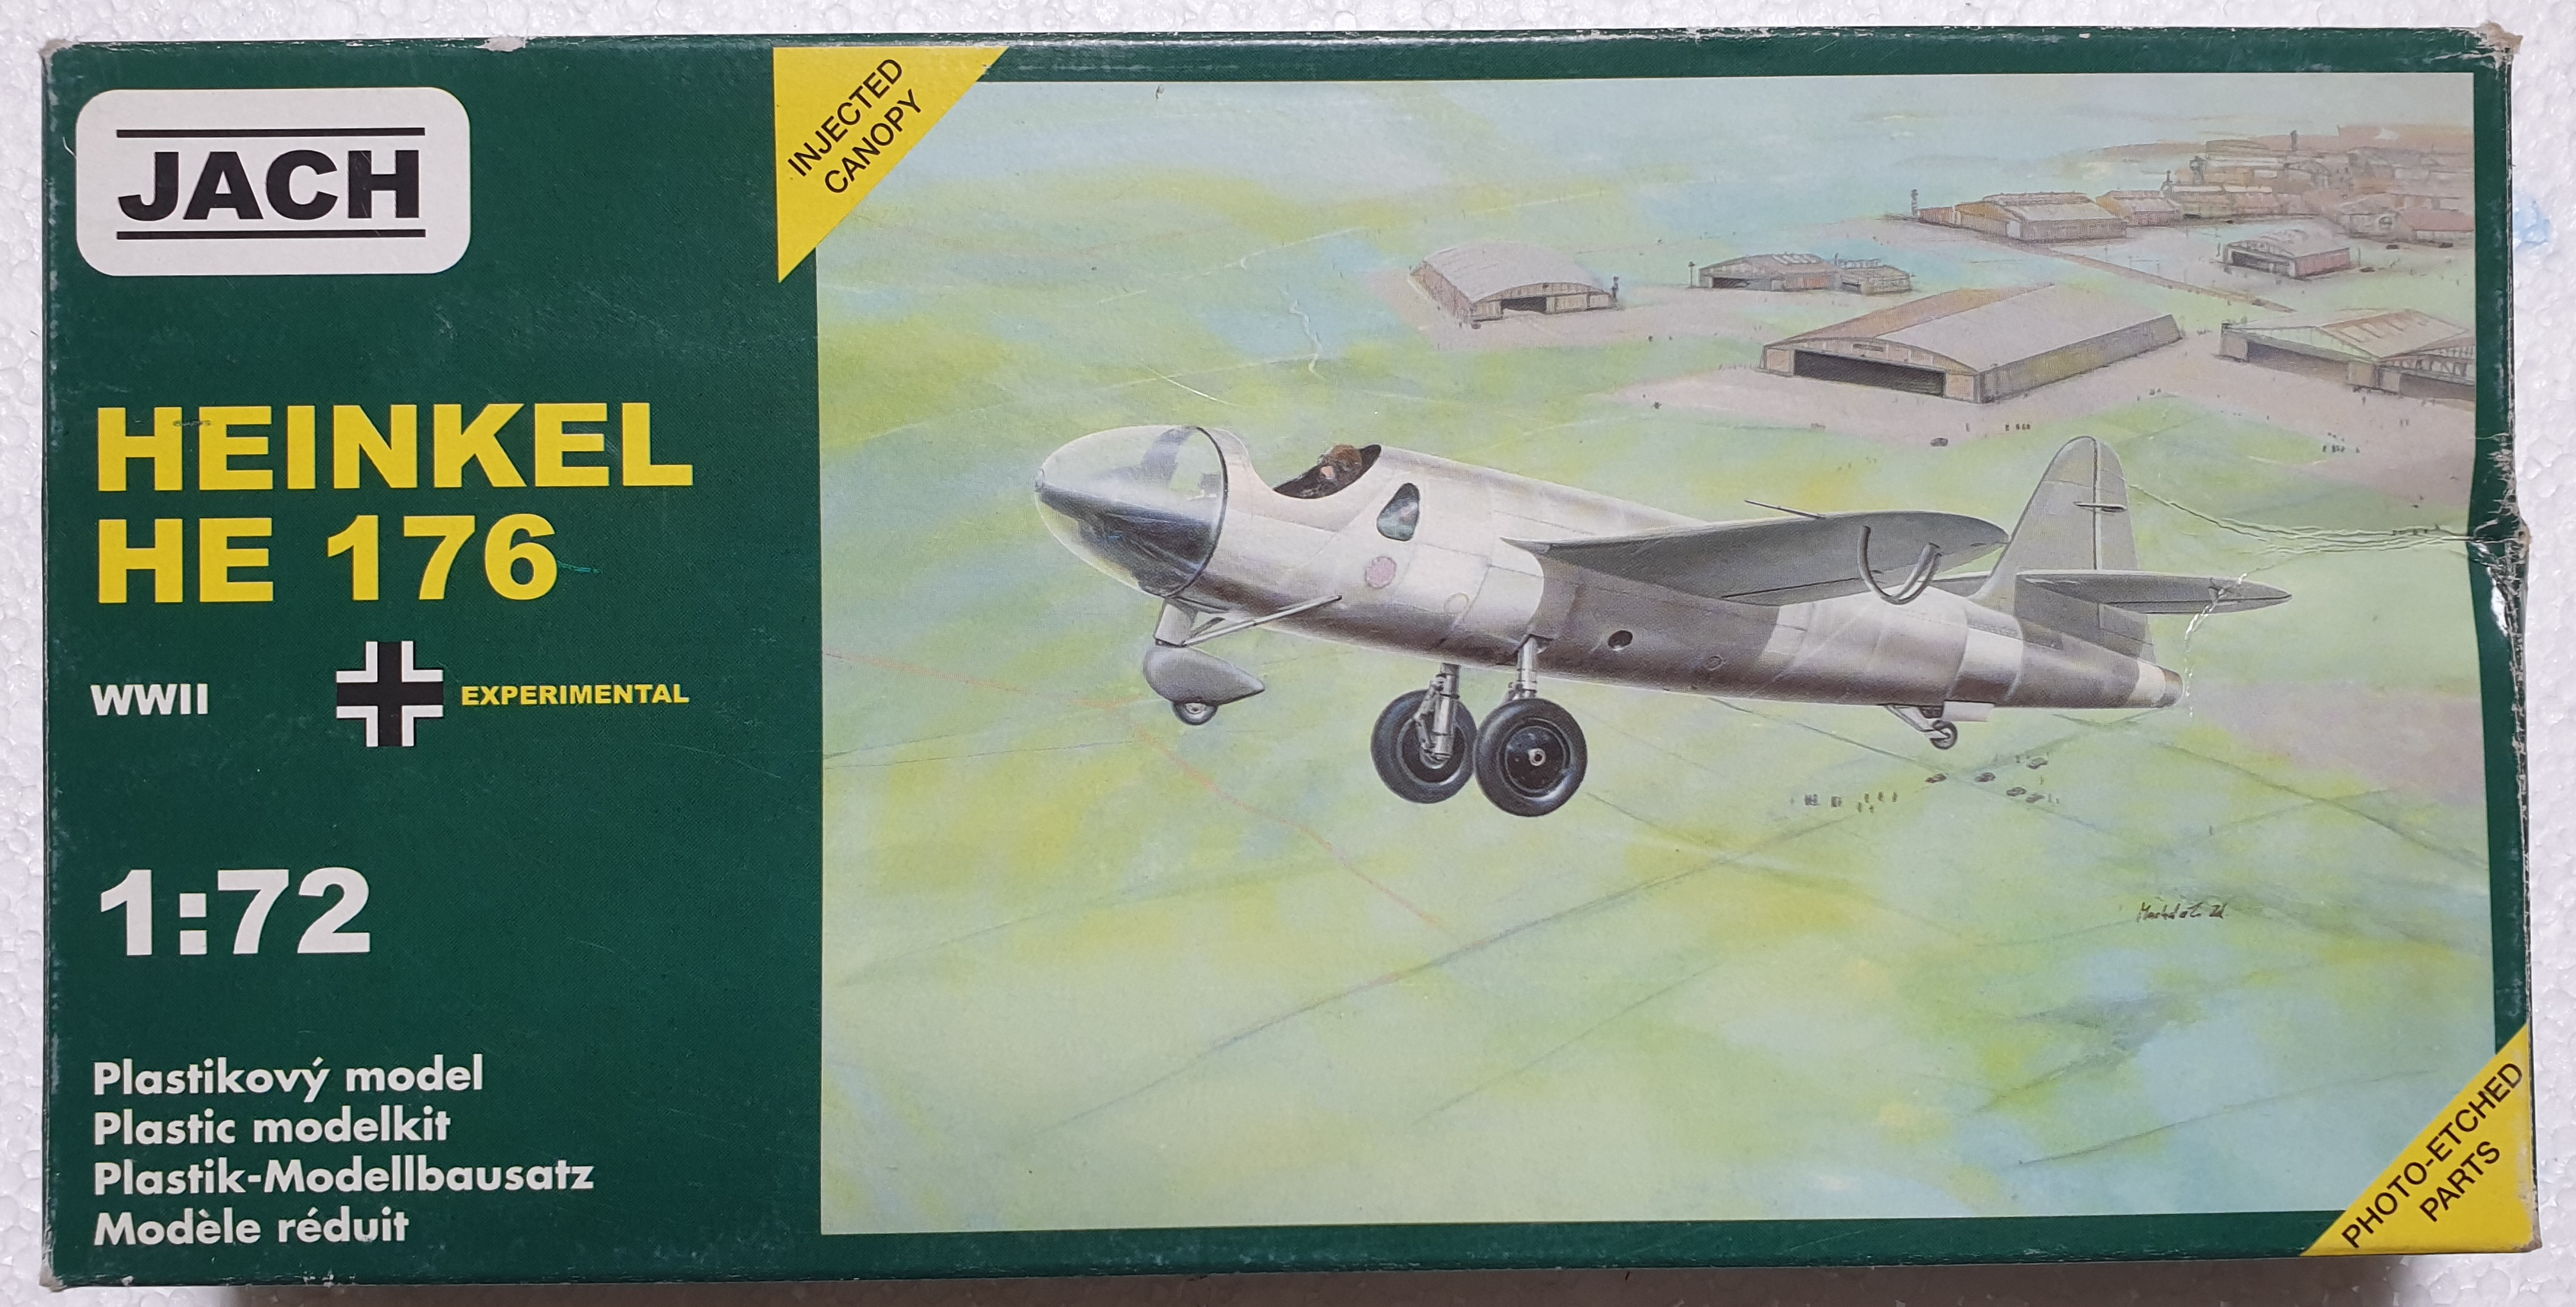 JACH
INJECTED
CANOPY
HEINKEL
HE 176
WWII
EXPERIMENTAL
1:72
Plastikový model
Plastic modelkit
Plastik-Modellbausatz
Modèle réduit
PHOTO-ETCHED
PARTS